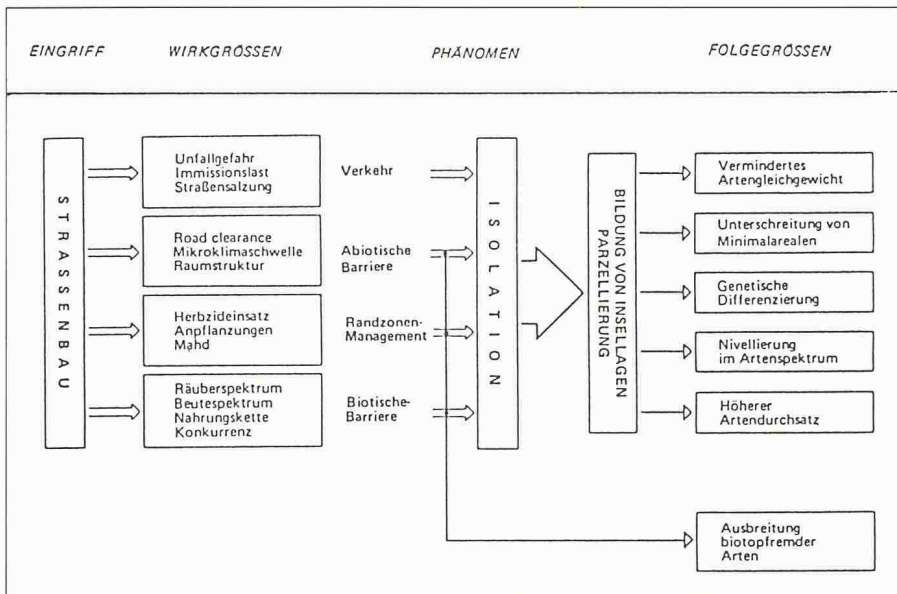 EINGRIFF
WIRKGRÖSSEN
PHÄNOMEN
FOLGEGRÖSSEN
STRASSENBAU
Unfallgefahr
Immissionslast
Straßensalzung
Road clearance
Mikroklimaschwelle
Raumstruktur
Herbzideinsatz
Anpflanzungen
Mahd
Räuberspektrum
Beutespektrum
Nahrungskette
Konkurrenz
Verkehr
Abiotische
Barriere
Randzonen-
Management
Biotische-
Barriere
ISOLATION
BILDUNG VON INSELLAGEN
PARZELLIERUNG
Vermindertes
Artengleichgewicht
Unterschreitung von
Minimalarealen
Genetische
Differenzierung
Nivellierung
im Artenspektrum
Höherer
Artendurchsatz
Ausbreitung
biotopfremder
Arten